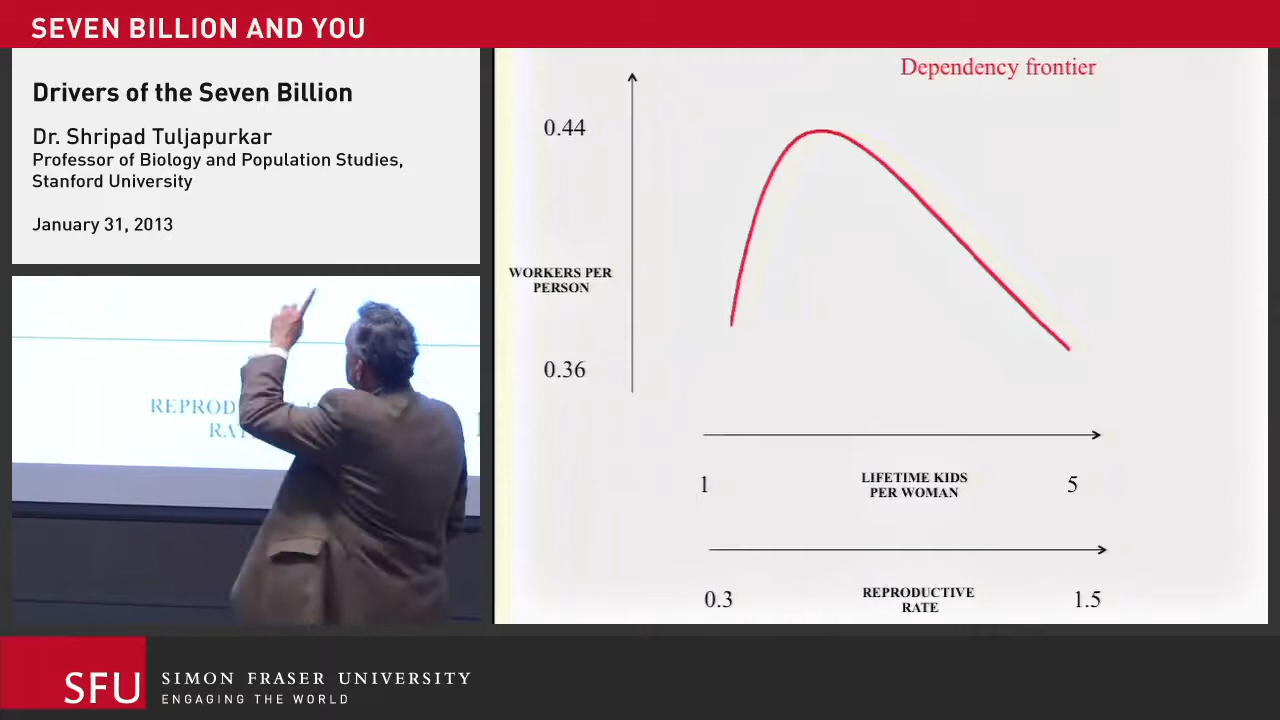 SEVEN BILLION AND YOU
Drivers of the Seven Billion
Dr. Shripad Tuljapurkar
Professor of Biology and Population Studies,
Stanford University
January 31, 2013
Dependency frontier
0.44
WORKERS PER
PERSON
0.36
1
LIFETIME KIDS
PER WOMAN
5
0.3
REPRODUCTIVE
RATE
1.5
SFU
SIMON FRASER UNIVERSITY
ENGAGING THE WORLD